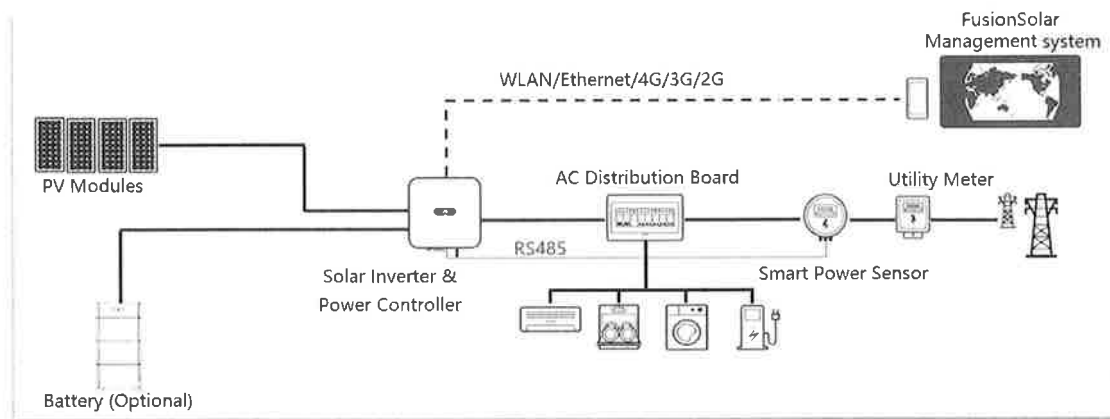 FusionSolar
Management system
WLAN/Ethernet/4G/3G/2G
PV Modules
AC Distribution Board
Utility Meter
RS485
Solar Inverter &
Power Controller
Smart Power Sensor
Battery (Optional)